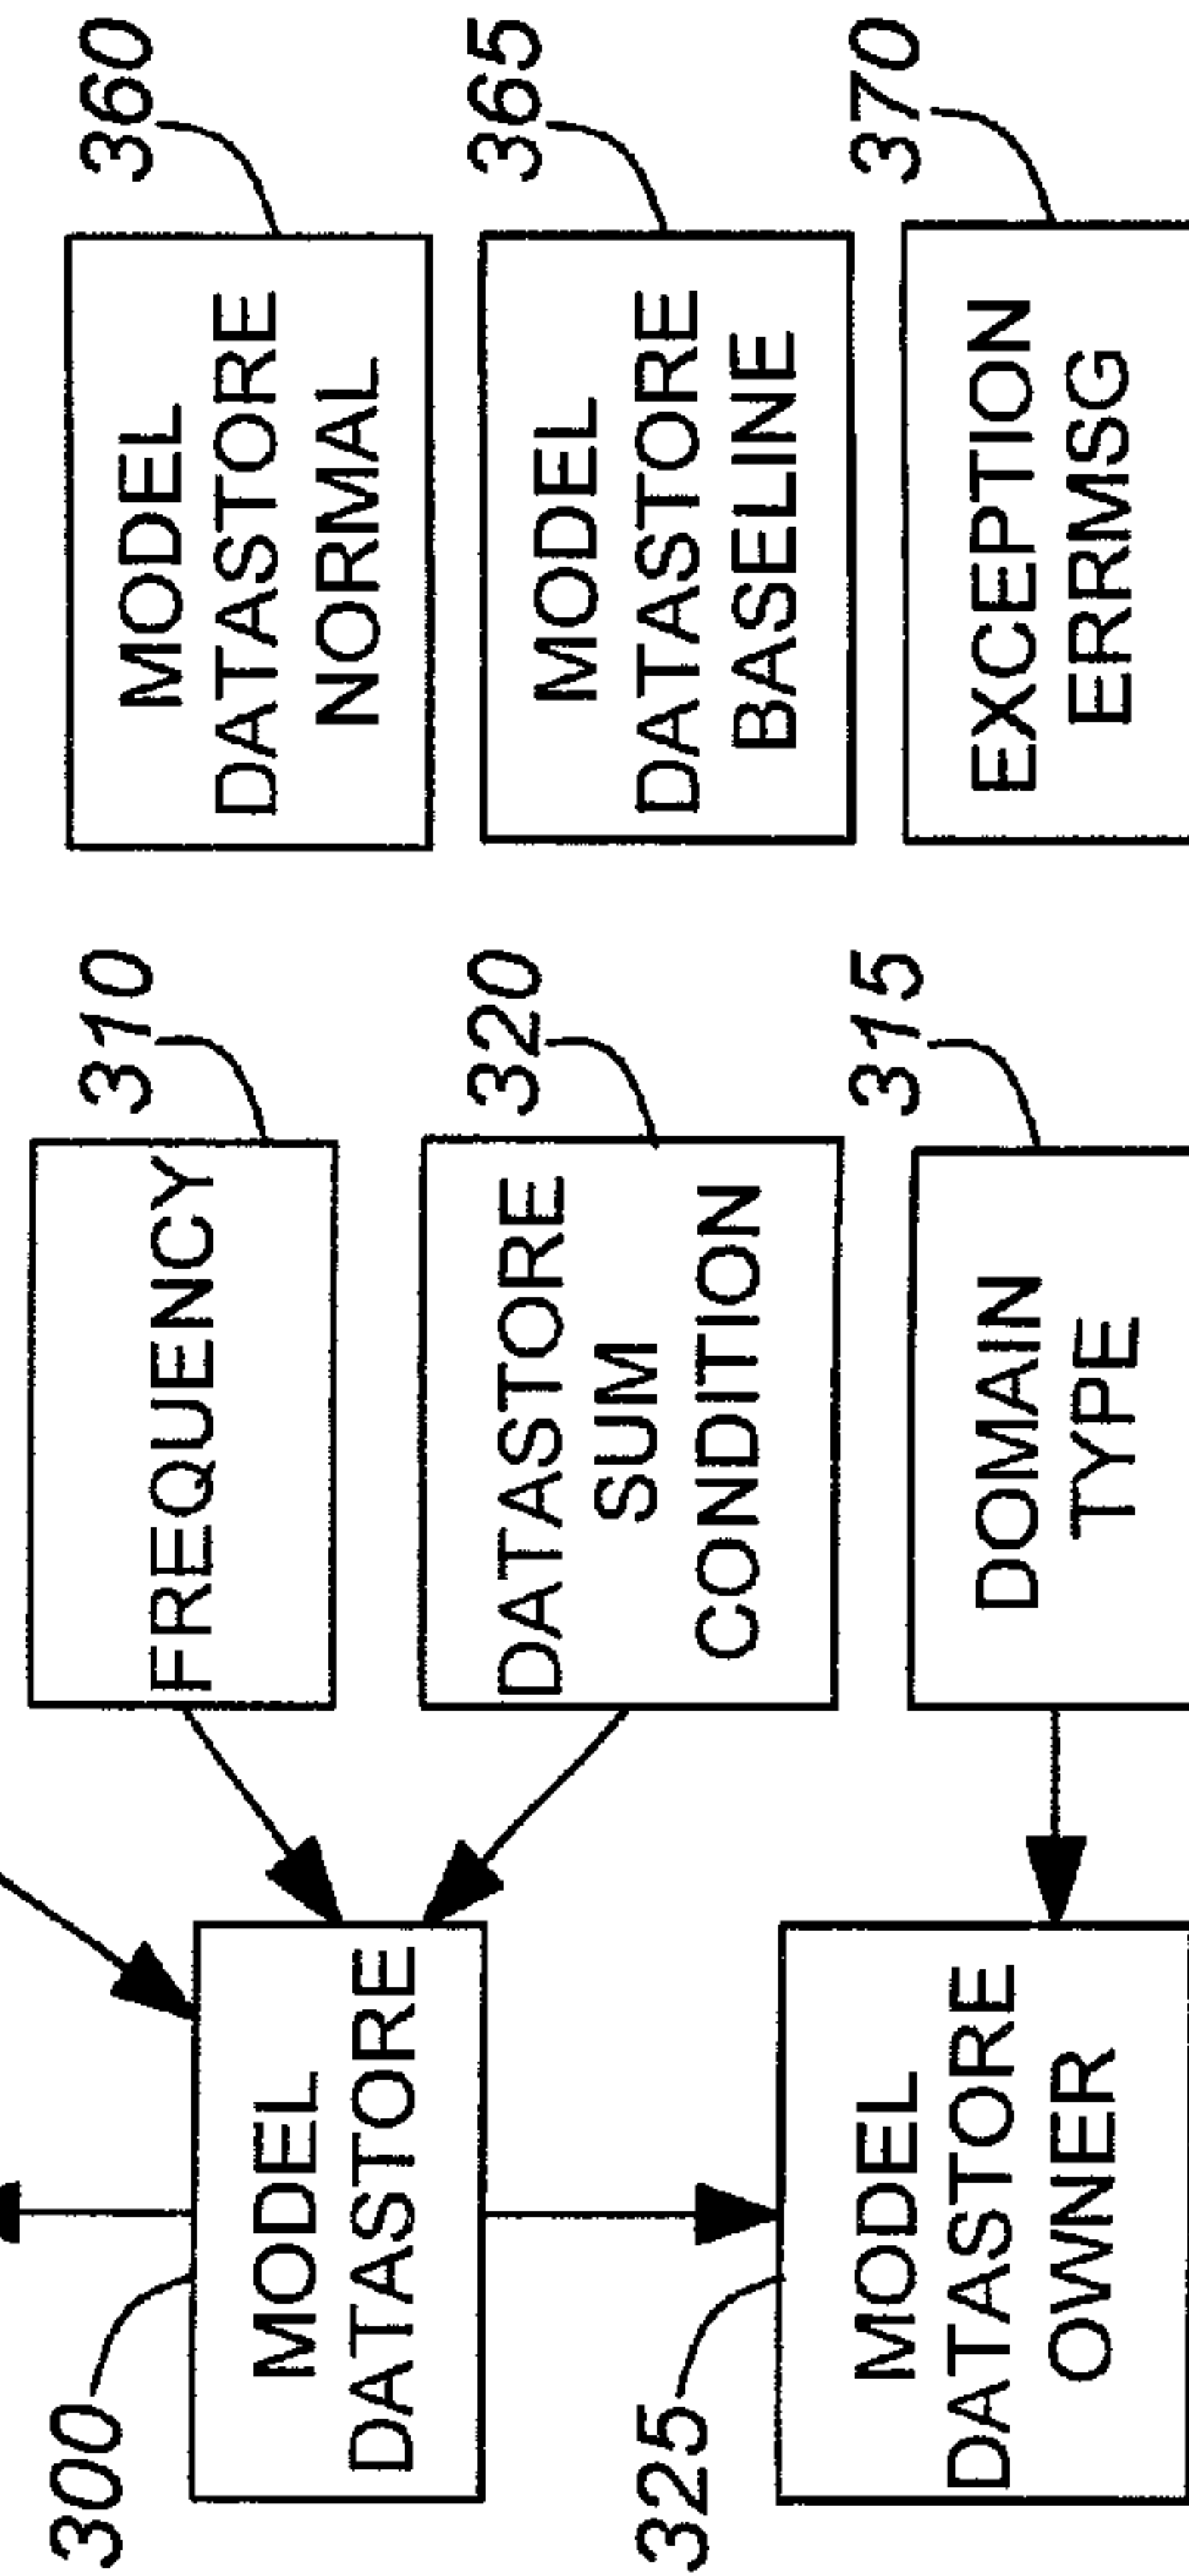 360
MODEL
DATASTORE
NORMAL
365
MODEL
DATASTORE
BASELINE
370
EXCEPTION
ERRMSG
310
FREQUENCY
320
DATASTORE
SUM
CONDITION
315
DOMAIN
TYPE
300
MODEL
DATASTORE
325
MODEL
DATASTORE
OWNER